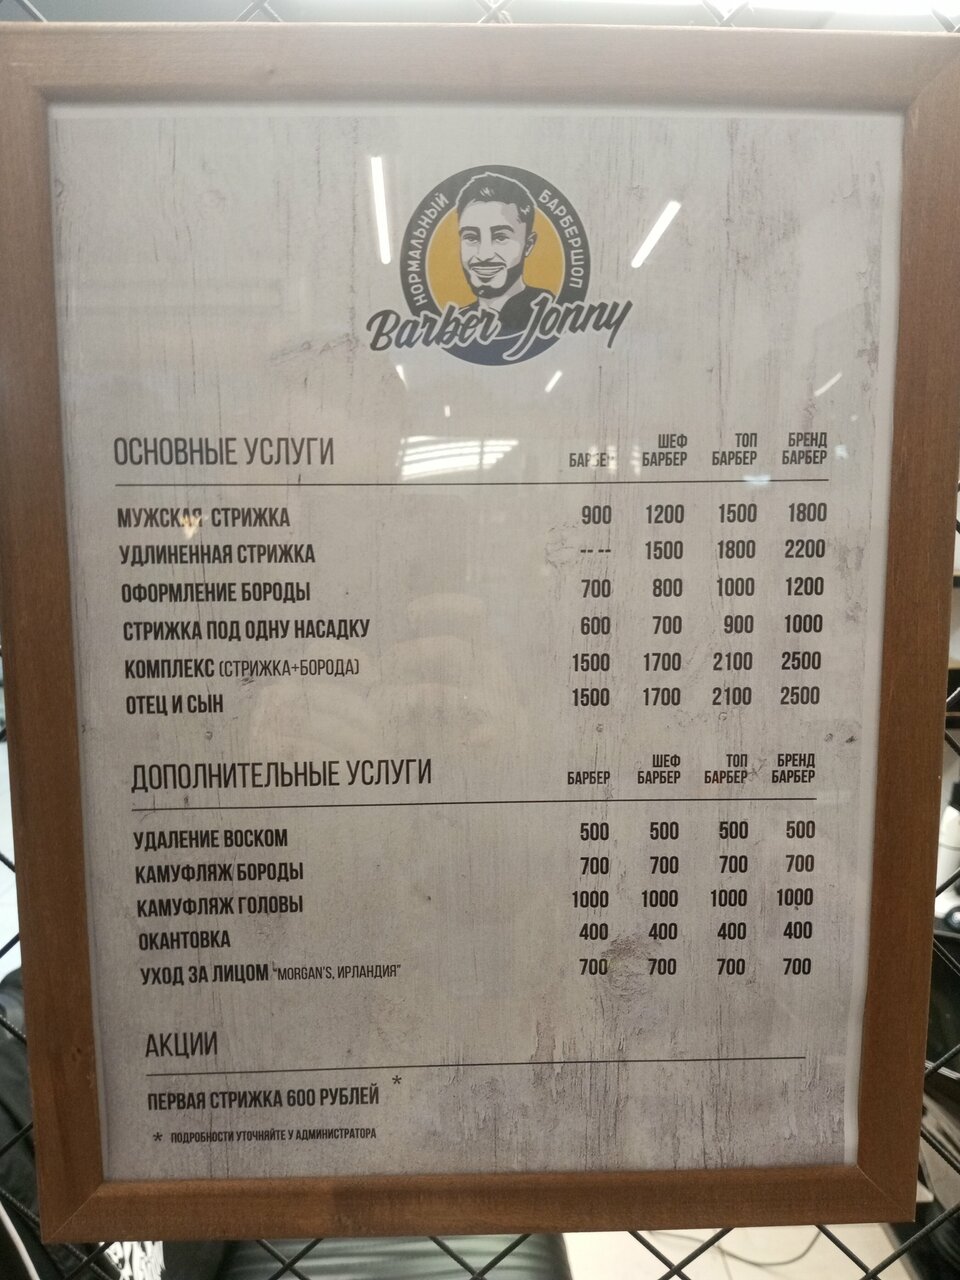 НОРМАЛЬНЫЙ БАРБЕРШОП
Barber Jonny
ОСНОВНЫЕ УСЛУГИ БАРБЕР ШЕФ БАРБЕР ТОП БАРБЕР БРЕНД БАРБЕР
МУЖСКАЯ СТРИЖКА 900 1200 1500 1800
УДЛИНЕННАЯ СТРИЖКА -- -- 1500 1800 2200
ОФОРМЛЕНИЕ БОРОДЫ 700 800 1000 1200
СТРИЖКА ПОД ОДНУ НАСАДКУ 600 700 900 1000
КОМПЛЕКС (СТРИЖКА+БОРОДА) 1500 1700 2100 2500
ОТЕЦ И СЫН 1500 1700 2100 2500
ДОПОЛНИТЕЛЬНЫЕ УСЛУГИ БАРБЕР ШЕФ БАРБЕР ТОП БАРБЕР БРЕНД БАРБЕР
УДАЛЕНИЕ ВОСКОМ 500 500 500 500
КАМУФЛЯЖ БОРОДЫ 700 700 700 700
КАМУФЛЯЖ ГОЛОВЫ 1000 1000 1000 1000
ОКАНТОВКА 400 400 400 400
УХОД ЗА ЛИЦОМ "MORGAN'S, ИРЛАНДИЯ" 700 700 700 700
АКЦИИ
ПЕРВАЯ СТРИЖКА 600 РУБЛЕЙ *
* ПОДРОБНОСТИ УТОЧНЯЙТЕ У АДМИНИСТРАТОРА